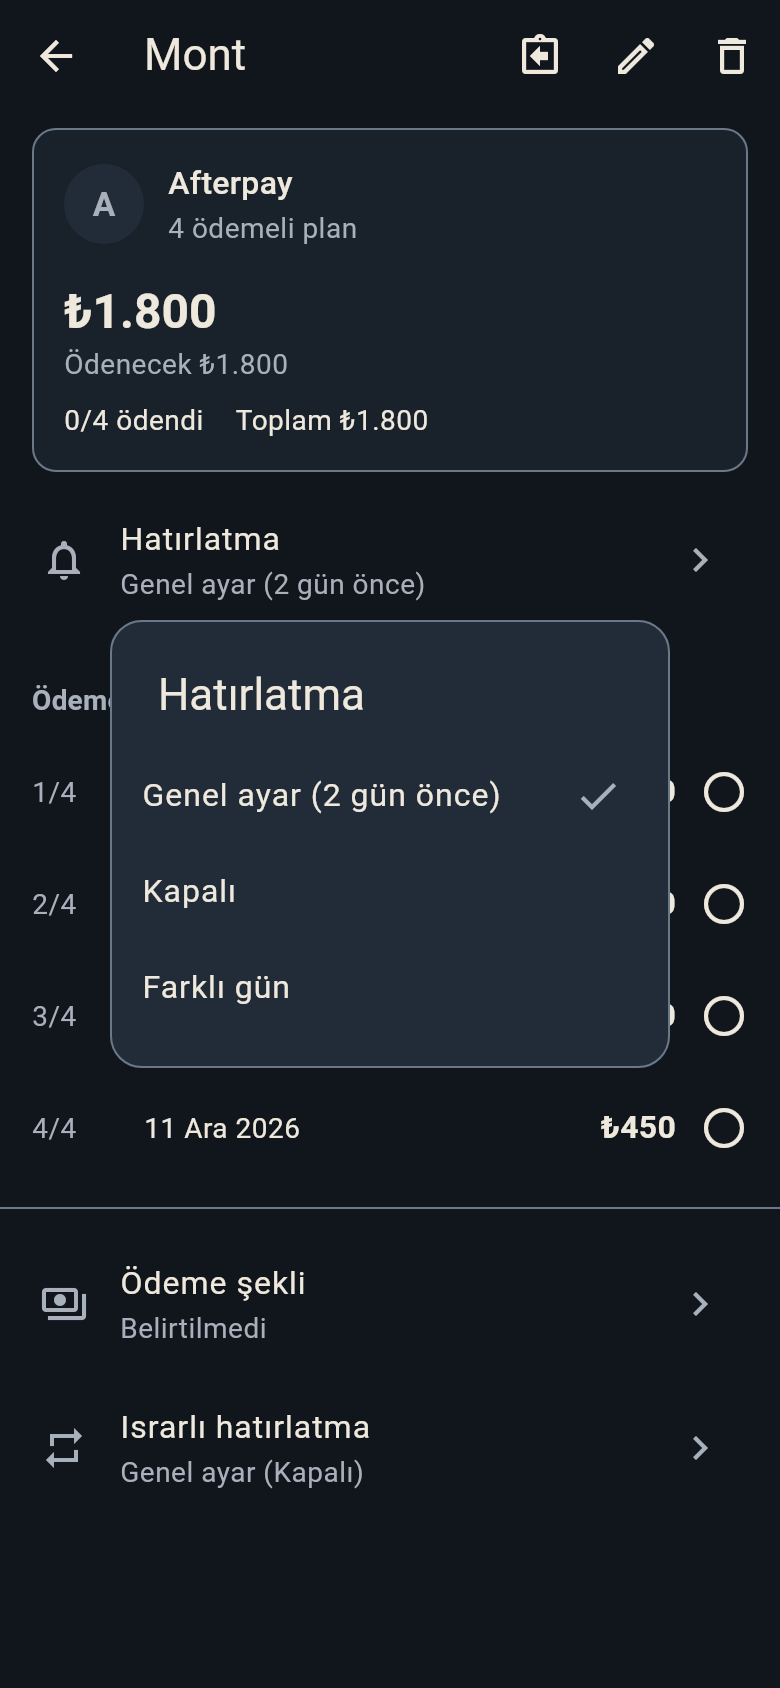 Mont
A
Afterpay
4 ödemeli plan
₺1.800
Ödenecek ₺1.800
0/4 ödendi Toplam ₺1.800
Hatırlatma
Genel ayar (2 gün önce)
Hatırlatma
Genel ayar (2 gün önce)
Kapalı
Farklı gün
1/4
2/4
3/4
4/4 11 Ara 2026 ₺450
Ödeme şekli
Belirtilmedi
Israrlı hatırlatma
Genel ayar (Kapalı)